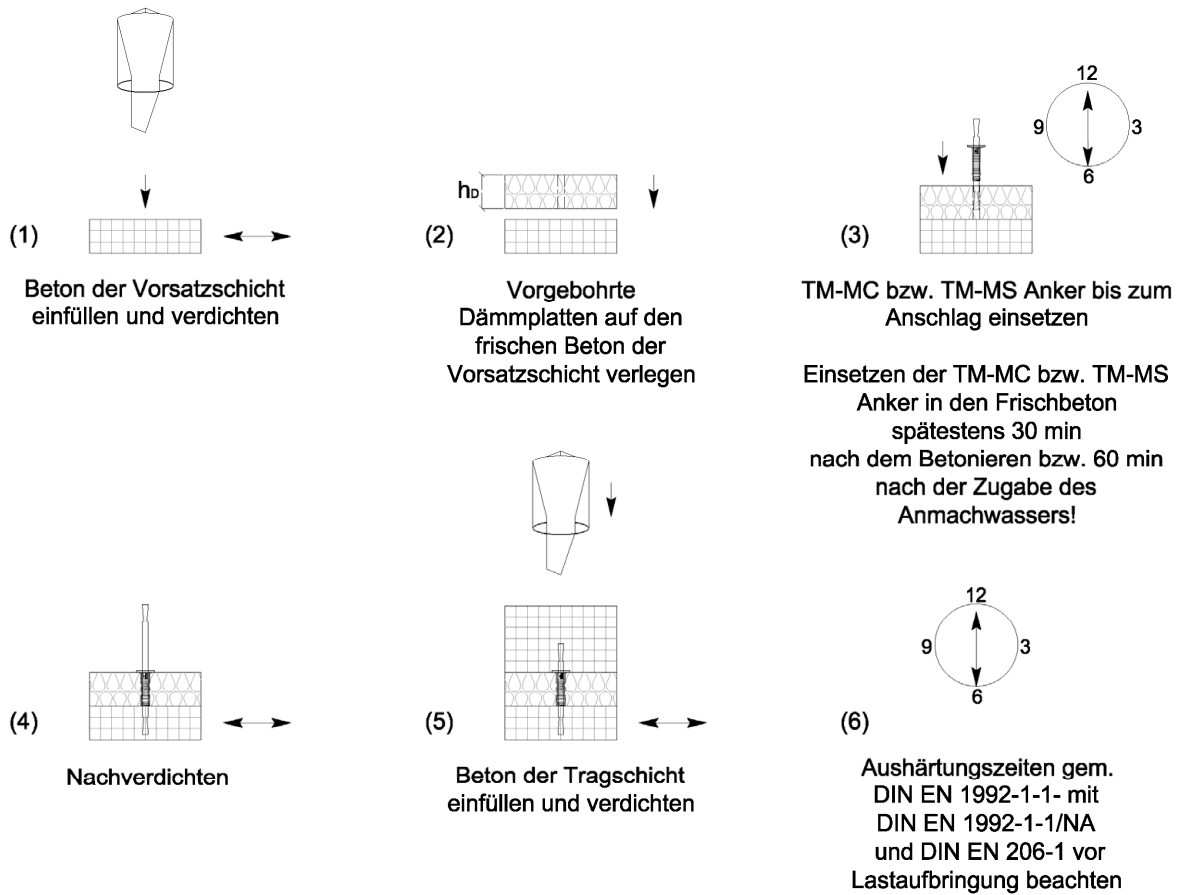 (1)
Beton der Vorsatzschicht
einfüllen und verdichten
hD
(2)
Vorgebohrte
Dämmplatten auf den
frischen Beton der
Vorsatzschicht verlegen
12
9
3
6
(3)
TM-MC bzw. TM-MS Anker bis zum
Anschlag einsetzen
Einsetzen der TM-MC bzw. TM-MS
Anker in den Frischbeton
spätestens 30 min
nach dem Betonieren bzw. 60 min
nach der Zugabe des
Anmachwassers!
(4)
Nachverdichten
(5)
Beton der Tragschicht
einfüllen und verdichten
12
9
3
6
(6)
Aushärtungszeiten gem.
DIN EN 1992-1-1- mit
DIN EN 1992-1-1/NA
und DIN EN 206-1 vor
Lastaufbringung beachten